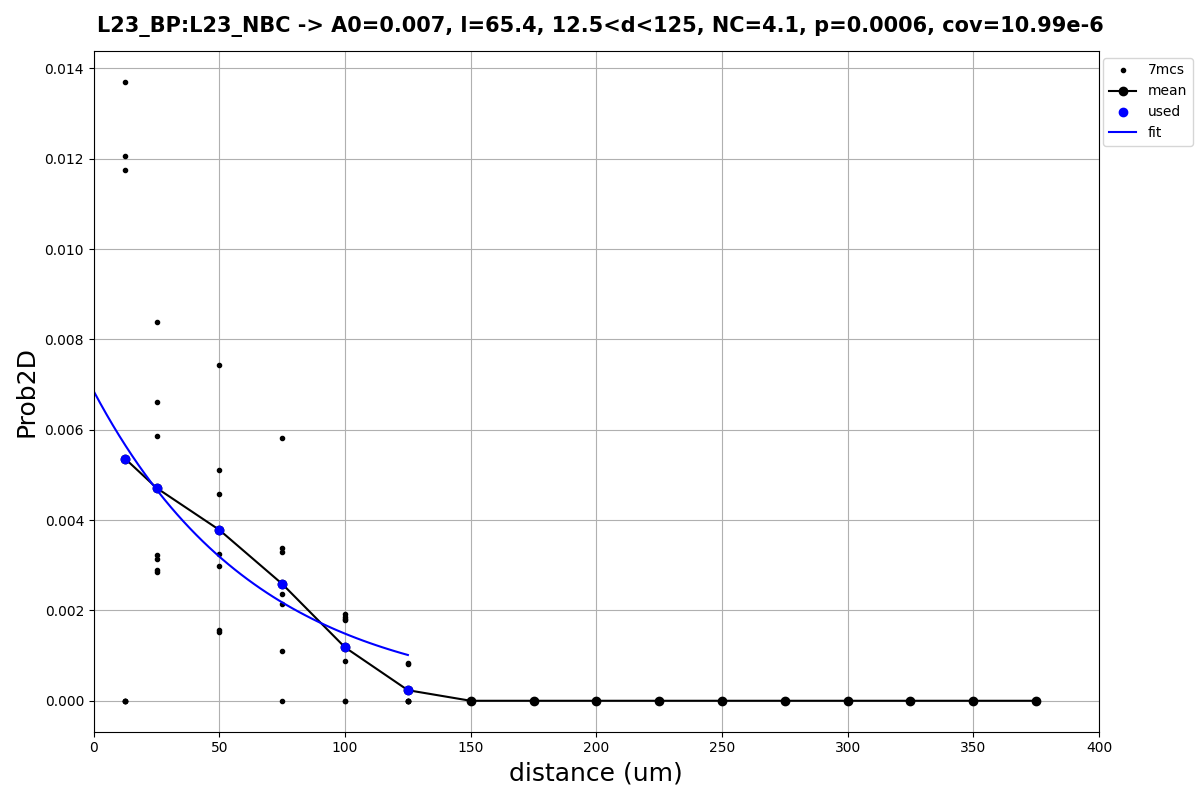 L23_BP:L23_NBC -> A0=0.007, l=65.4, 12.5<d<125, NC=4.1, p=0.0006, cov=10.99e-6
0.014
0.012
0.010
0.008
0.006
0.004
0.002
0.000
Prob2D
0
50
100
150
200
250
300
350
400
distance (um)
7mcs
mean
used
fit